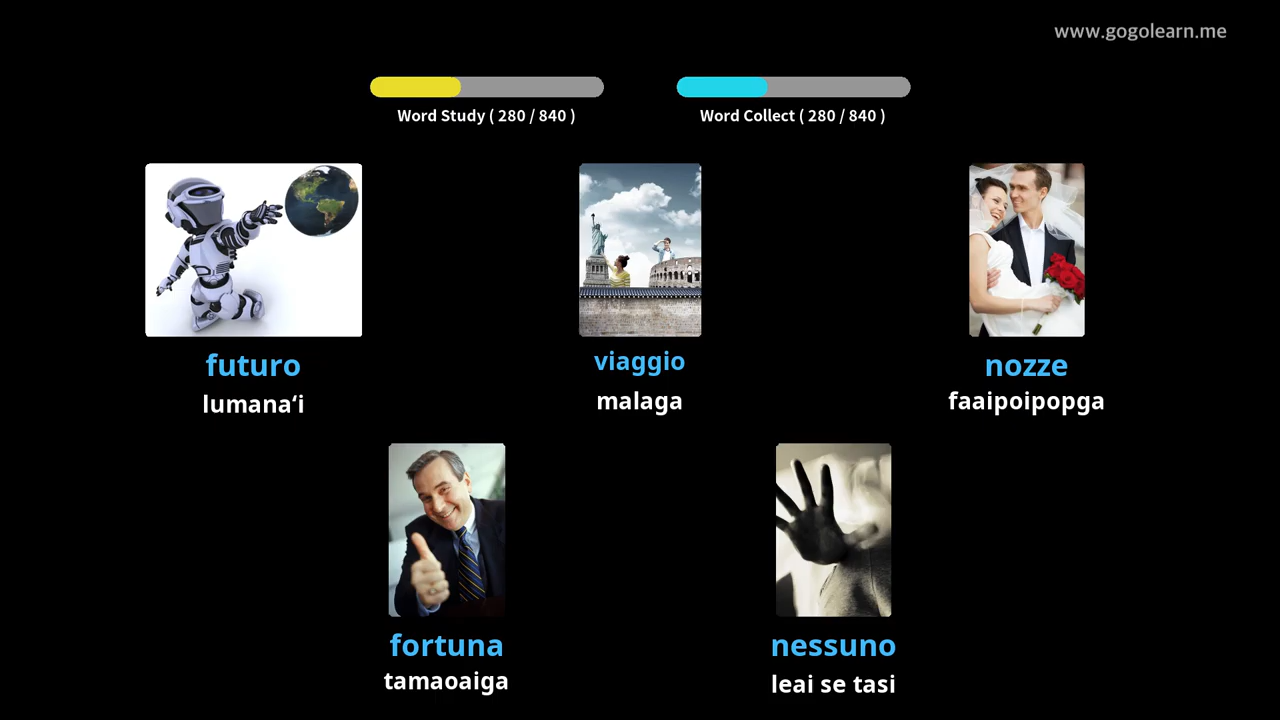 www.gogolearn.me
Word Study ( 280 / 840 )
Word Collect ( 280 / 840 )
futuro
lumanaʻi
viaggio
malaga
nozze
faaipoipopga
fortuna
tamaoaiga
nessuno
leai se tasi